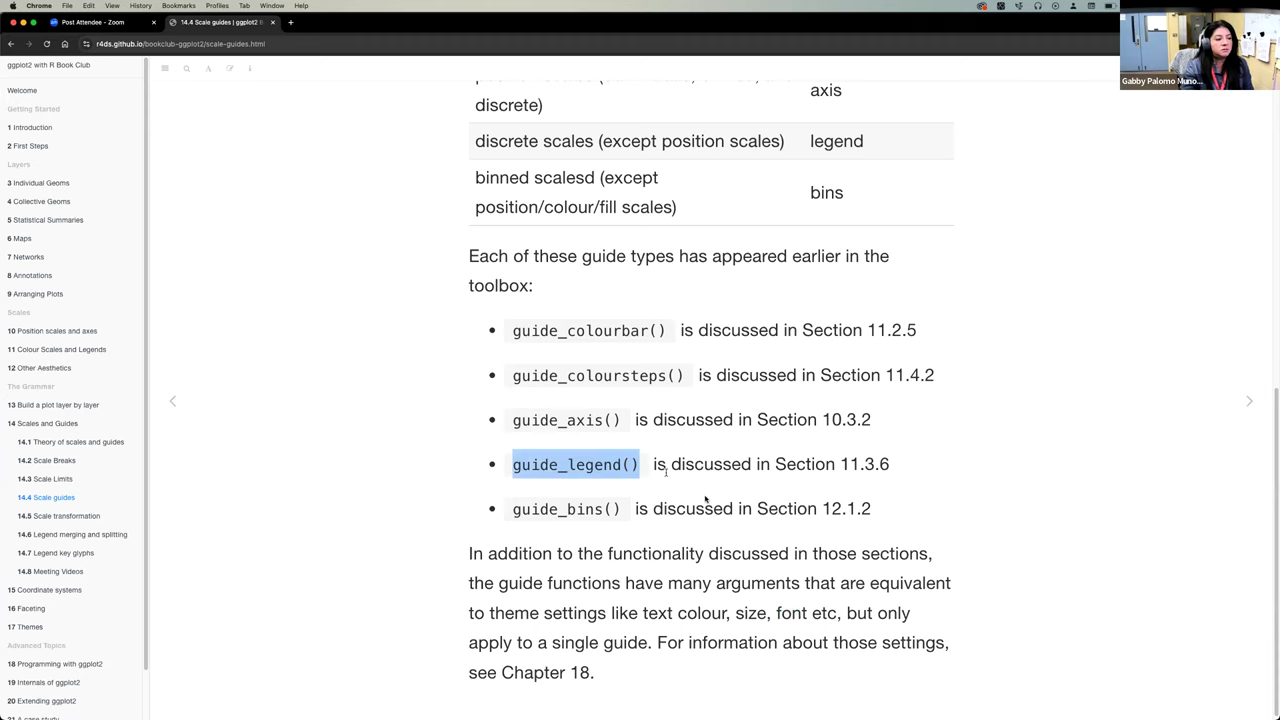 Chrome File Edit View History Bookmarks Profiles Tab Window Help
Post Attendee - Zoom
14.4 Scale guides | ggplot2 B
r4ds.github.io/bookclub-ggplot2/scale-guides.html
Gabby Palomo Muno...
ggplot2 with R Book Club
Welcome
Getting Started
1 Introduction
2 First Steps
Layers
3 Individual Geoms
4 Collective Geoms
5 Statistical Summaries
6 Maps
7 Networks
8 Annotations
9 Arranging Plots
Scales
10 Position scales and axes
11 Colour Scales and Legends
12 Other Aesthetics
The Grammar
13 Build a plot layer by layer
14 Scales and Guides
14.1 Theory of scales and guides
14.2 Scale Breaks
14.3 Scale Limits
14.4 Scale guides
14.5 Scale transformation
14.6 Legend merging and splitting
14.7 Legend key glyphs
14.8 Meeting Videos
15 Coordinate systems
16 Faceting
17 Themes
Advanced Topics
18 Programming with ggplot2
19 Internals of ggplot2
20 Extending ggplot2
21 A case study
discrete)
axis
discrete scales (except position scales) legend
binned scalesd (except
position/colour/fill scales)
bins
Each of these guide types has appeared earlier in the
toolbox:
• guide_colourbar() is discussed in Section 11.2.5
• guide_coloursteps() is discussed in Section 11.4.2
• guide_axis() is discussed in Section 10.3.2
• guide_legend() is discussed in Section 11.3.6
• guide_bins() is discussed in Section 12.1.2
In addition to the functionality discussed in those sections,
the guide functions have many arguments that are equivalent
to theme settings like text colour, size, font etc, but only
apply to a single guide. For information about those settings,
see Chapter 18.